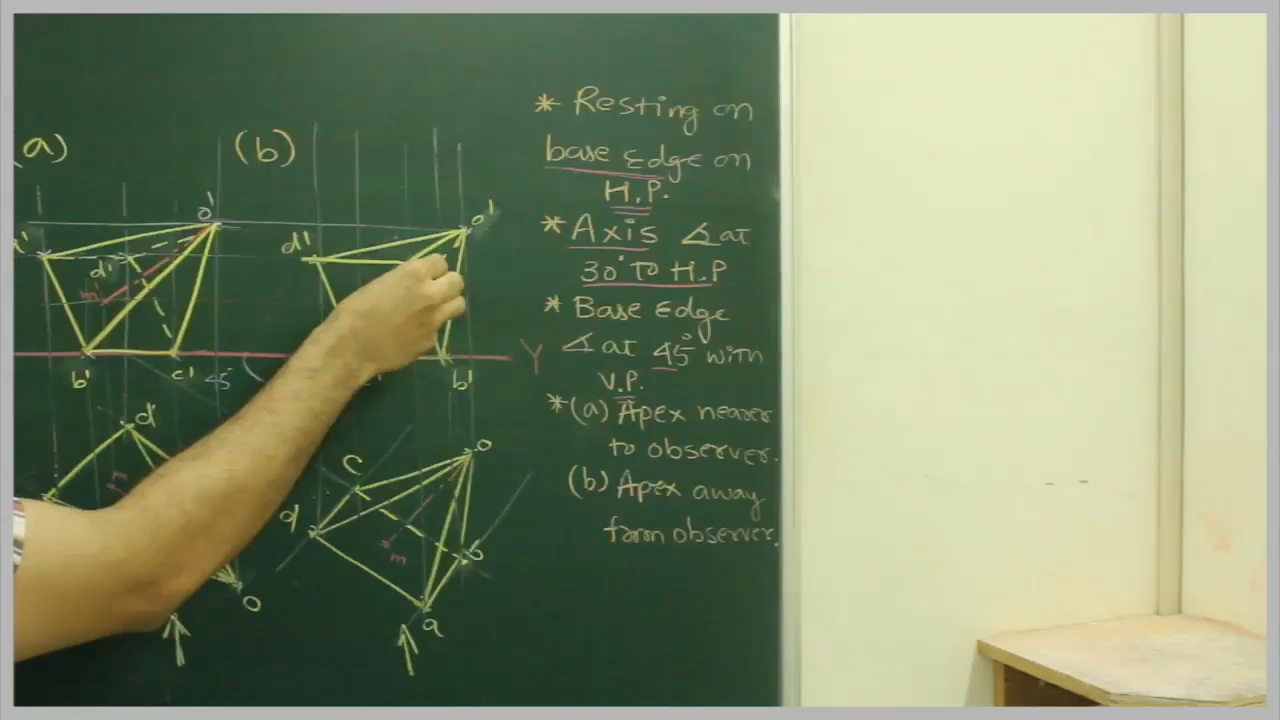 a)
(b)
* Resting on
base Edge on
H.P.
* Axis ∡ at
30° to H.P
* Base Edge
∡ at 45° with
V.P.
* (a) Apex nearer
to observer.
(b) Apex away
form observer.
o'
o'
d'
d'
m'
b'
c'
45°
b'
Y
d
m
o
c
o
d
b
m
a